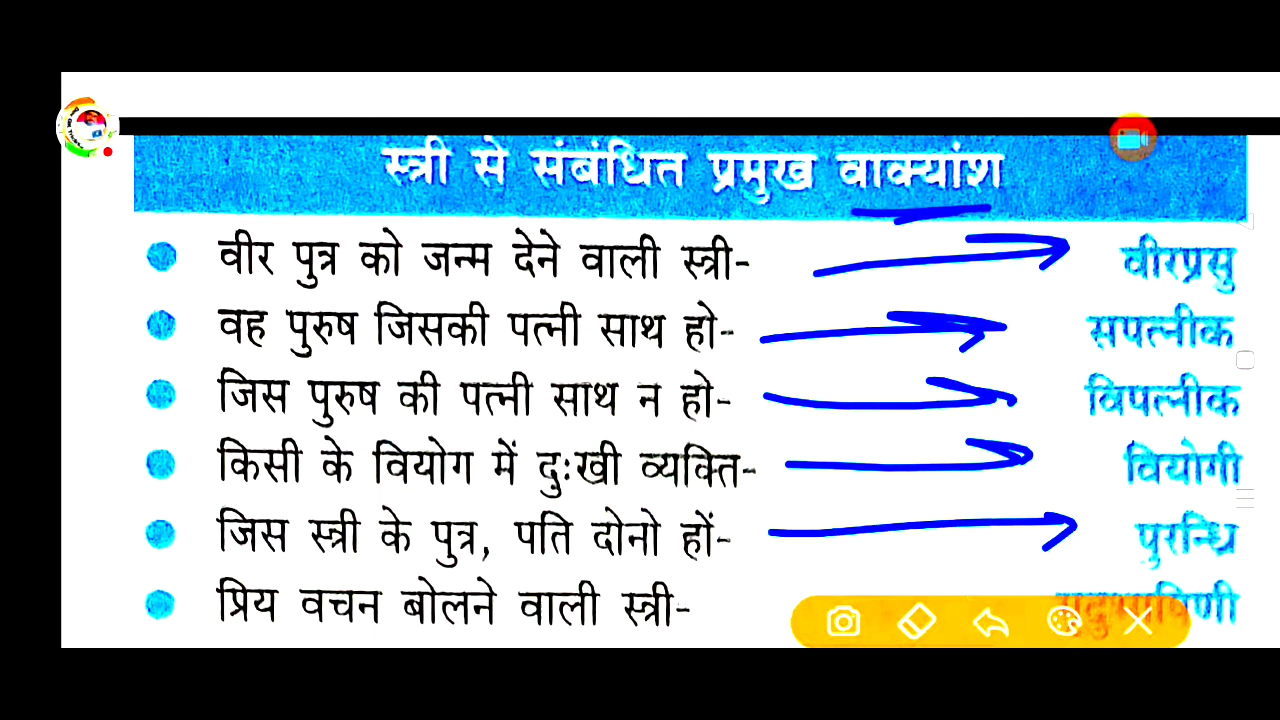 स्त्री से संबंधित प्रमुख वाक्यांश
वीर पुत्र को जन्म देने वाली स्त्री- वीरप्रसु
वह पुरुष जिसकी पत्नी साथ हो- सपत्नीक
जिस पुरुष की पत्नी साथ न हो- विपत्नीक
किसी के वियोग में दुःखी व्यक्ति- वियोगी
जिस स्त्री के पुत्र, पति दोनो हों- पुरन्ध्रि
प्रिय वचन बोलने वाली स्त्री-